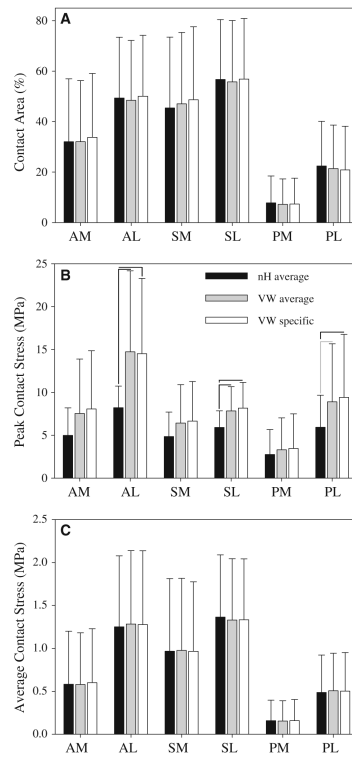 A
Contact Area (%)
80
60
40
20
0
AM AL SM SL PM PL
B
Peak Contact Stress (MPa)
25
20
15
10
5
0
nH average
VW average
VW specific
AM AL SM SL PM PL
C
Average Contact Stress (MPa)
2.5
2.0
1.5
1.0
0.5
0.0
AM AL SM SL PM PL